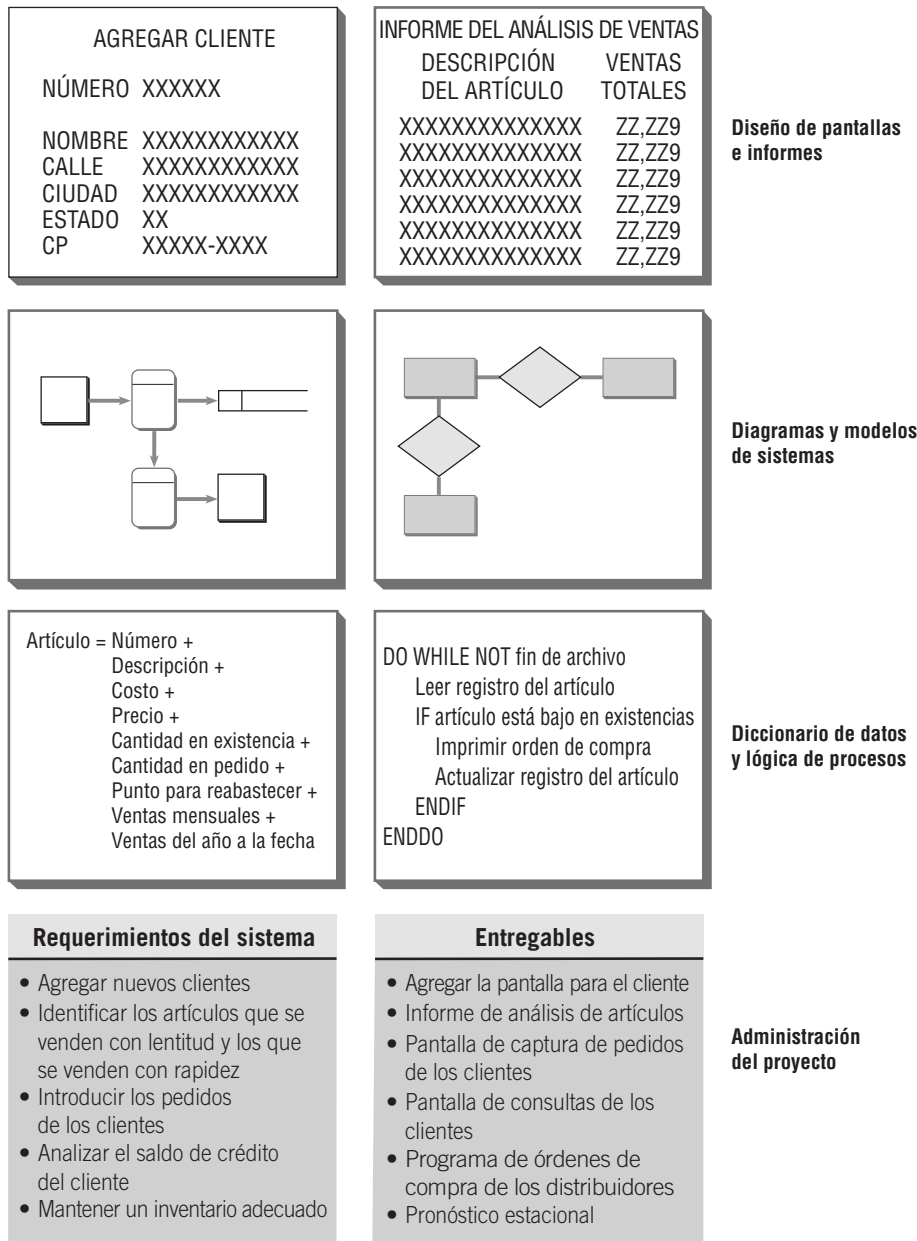 AGREGAR CLIENTE
NÚMERO XXXXXX
NOMBRE XXXXXXXXXXXX
CALLE XXXXXXXXXXXX
CIUDAD XXXXXXXXXXXX
ESTADO XX
CP XXXXX-XXXX
INFORME DEL ANÁLISIS DE VENTAS
DESCRIPCIÓN VENTAS
DEL ARTÍCULO TOTALES
XXXXXXXXXXXXXX ZZ,ZZ9
XXXXXXXXXXXXXX ZZ,ZZ9
XXXXXXXXXXXXXX ZZ,ZZ9
XXXXXXXXXXXXXX ZZ,ZZ9
XXXXXXXXXXXXXX ZZ,ZZ9
XXXXXXXXXXXXXX ZZ,ZZ9
Diseño de pantallas
e informes
Diagramas y modelos
de sistemas
Artículo = Número +
Descripción +
Costo +
Precio +
Cantidad en existencia +
Cantidad en pedido +
Punto para reabastecer +
Ventas mensuales +
Ventas del año a la fecha
DO WHILE NOT fin de archivo
Leer registro del artículo
IF artículo está bajo en existencias
Imprimir orden de compra
Actualizar registro del artículo
ENDIF
ENDDO
Diccionario de datos
y lógica de procesos
Requerimientos del sistema
• Agregar nuevos clientes
• Identificar los artículos que se
venden con lentitud y los que
se venden con rapidez
• Introducir los pedidos
de los clientes
• Analizar el saldo de crédito
del cliente
• Mantener un inventario adecuado
Entregables
• Agregar la pantalla para el cliente
• Informe de análisis de artículos
• Pantalla de captura de pedidos
de los clientes
• Pantalla de consultas de los
clientes
• Programa de órdenes de
compra de los distribuidores
• Pronóstico estacional
Administración
del proyecto